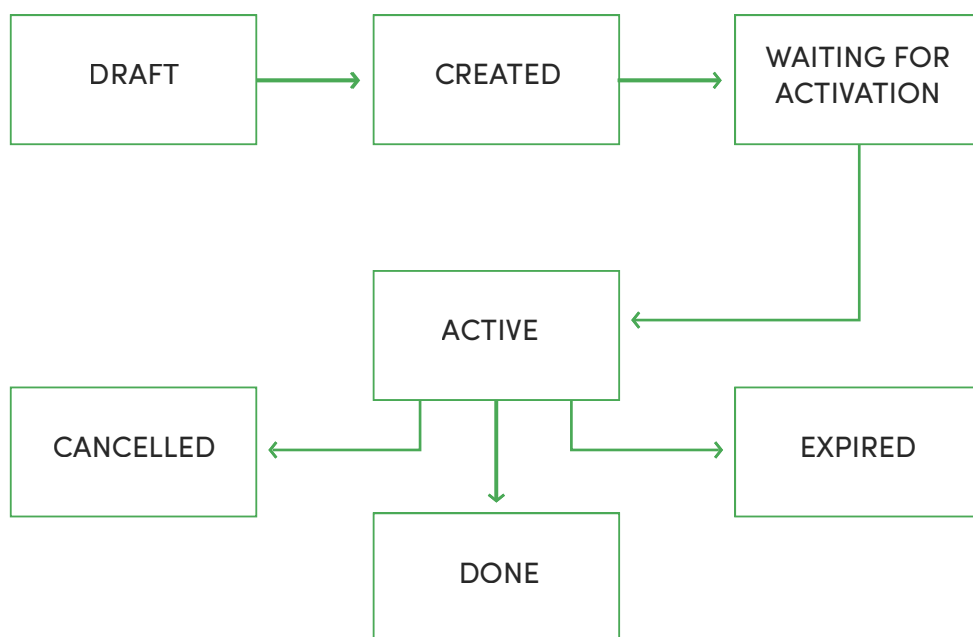 DRAFT
CREATED
WAITING FOR
ACTIVATION
ACTIVE
CANCELLED
EXPIRED
DONE